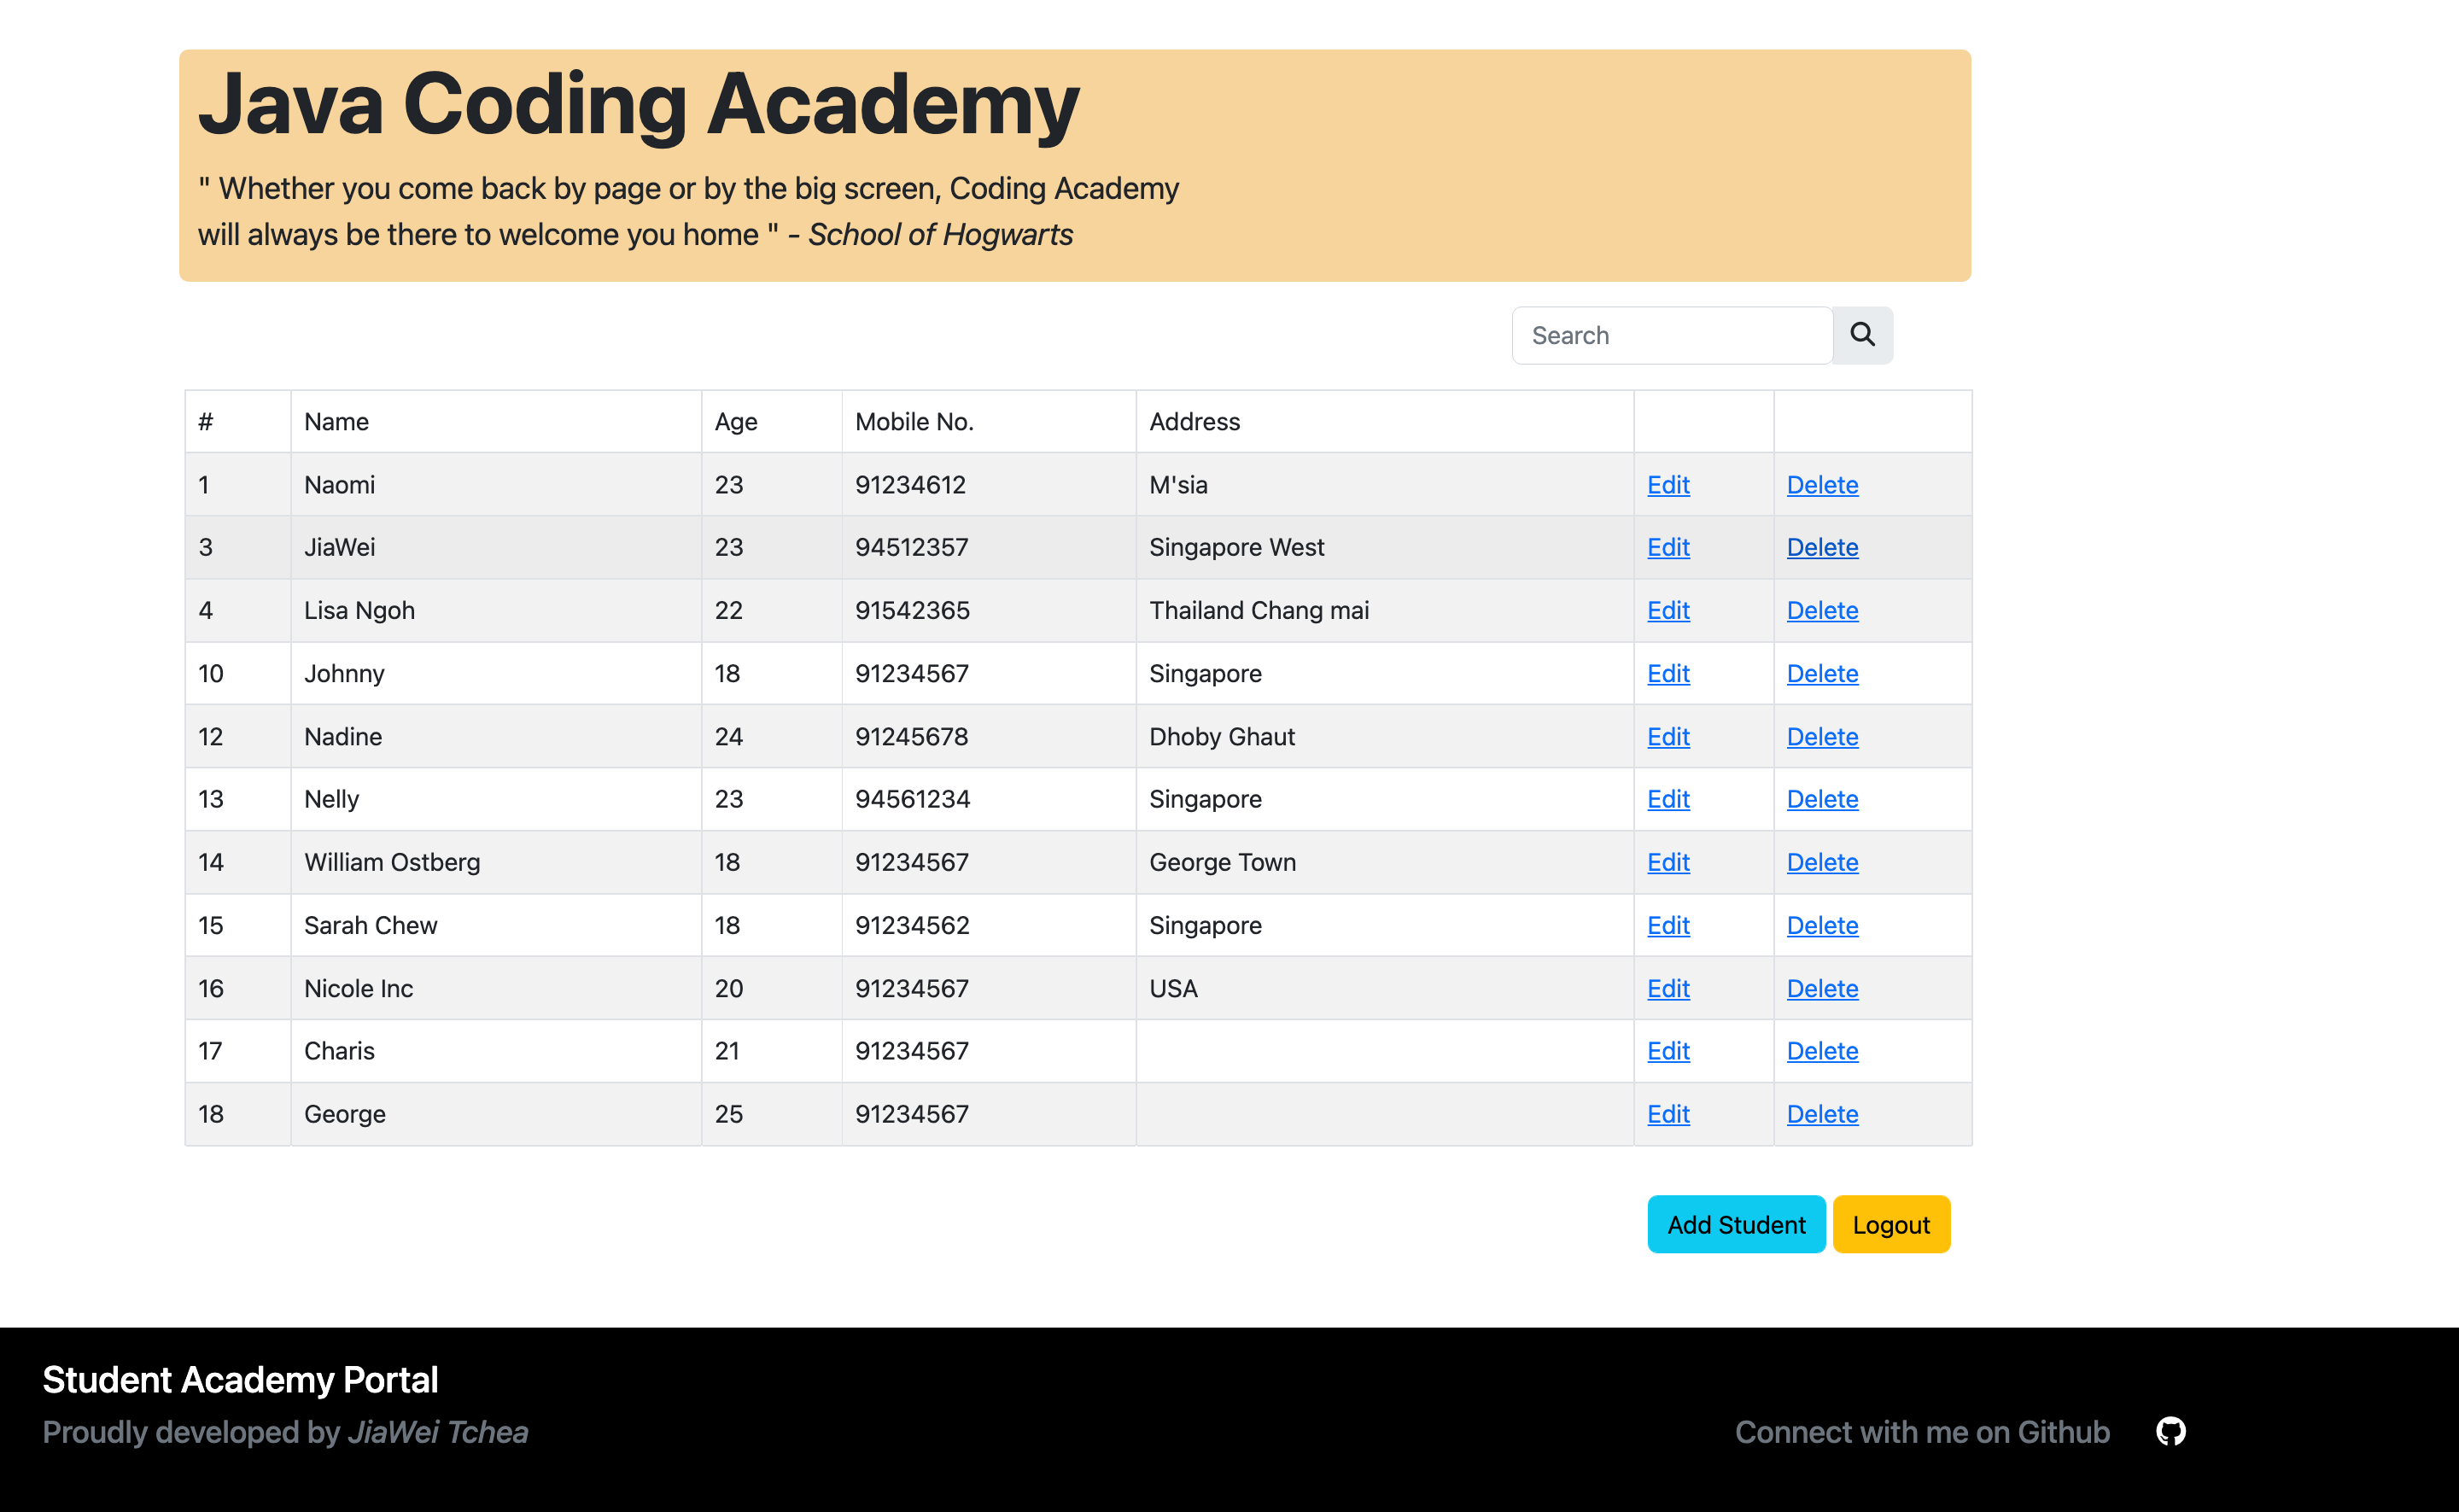 Java Coding Academy
" Whether you come back by page or by the big screen, Coding Academy
will always be there to welcome you home " - School of Hogwarts
Search
# Name Age Mobile No. Address
1 Naomi 23 91234612 M'sia Edit Delete
3 JiaWei 23 94512357 Singapore West Edit Delete
4 Lisa Ngoh 22 91542365 Thailand Chang mai Edit Delete
10 Johnny 18 91234567 Singapore Edit Delete
12 Nadine 24 91245678 Dhoby Ghaut Edit Delete
13 Nelly 23 94561234 Singapore Edit Delete
14 William Ostberg 18 91234567 George Town Edit Delete
15 Sarah Chew 18 91234562 Singapore Edit Delete
16 Nicole Inc 20 91234567 USA Edit Delete
17 Charis 21 91234567 Edit Delete
18 George 25 91234567 Edit Delete
Add Student Logout
Student Academy Portal
Proudly developed by JiaWei Tchea Connect with me on Github